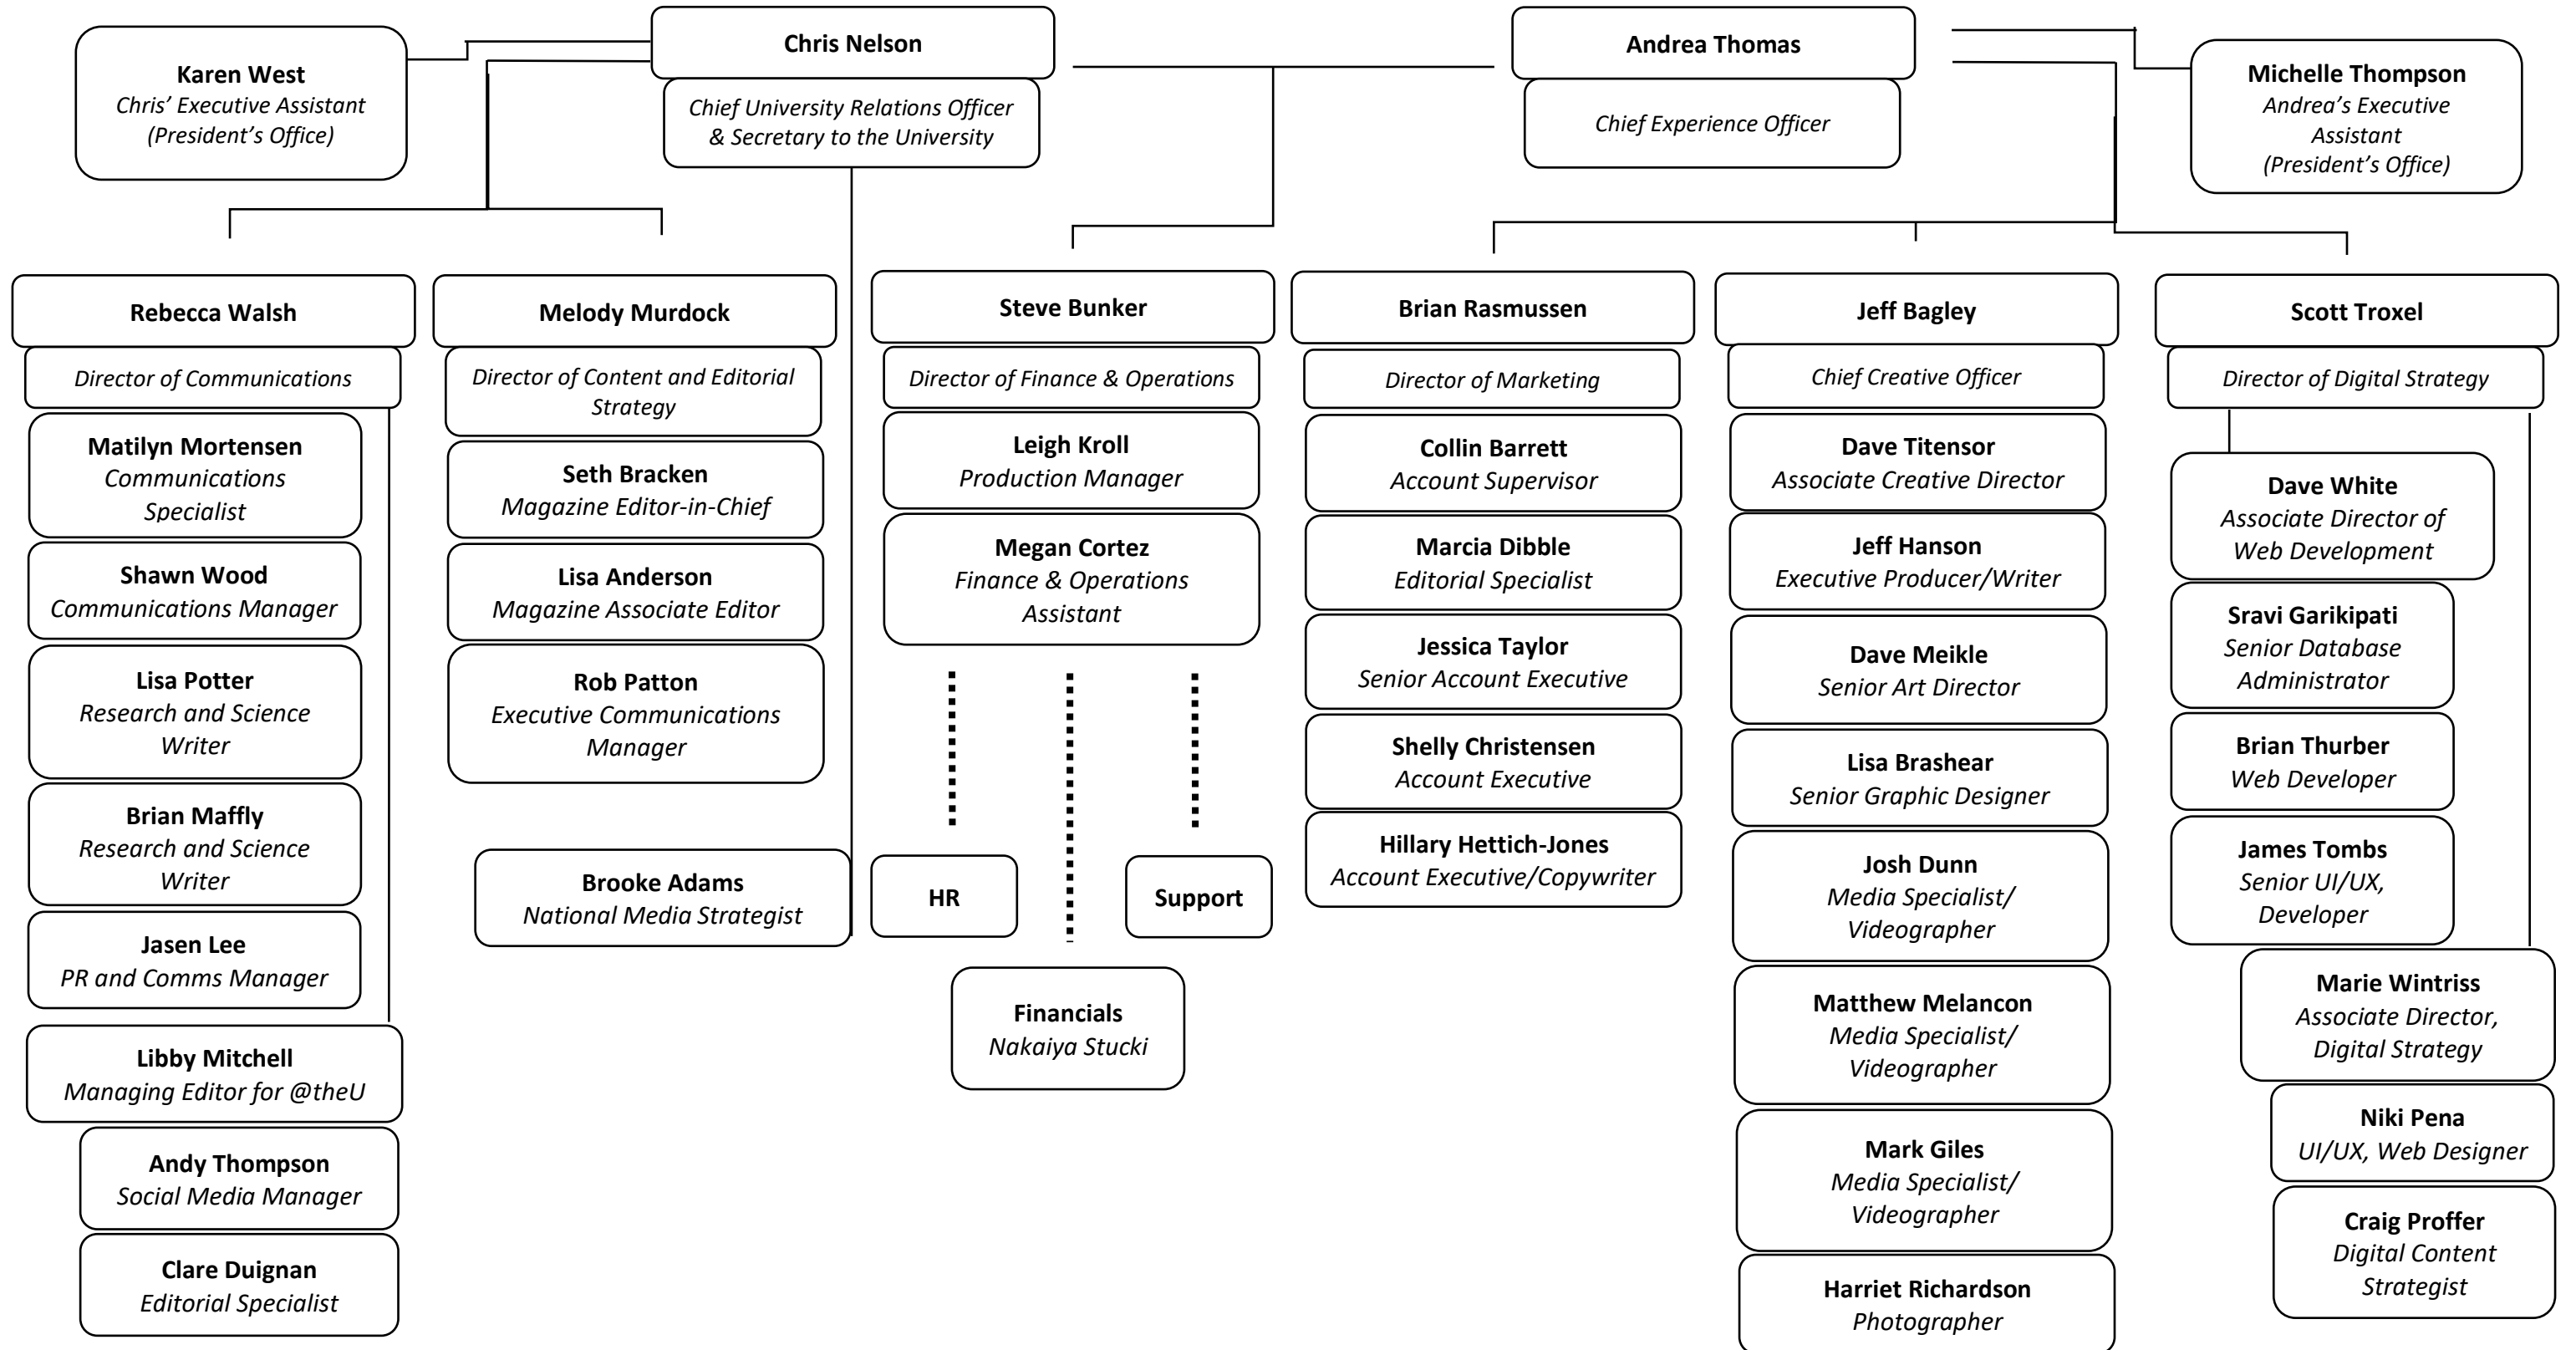 Karen West
Chris’ Executive Assistant
(President’s Office)
Chris Nelson
Chief University Relations Officer
& Secretary to the University
Andrea Thomas
Chief Experience Officer
Michelle Thompson
Andrea’s Executive
Assistant
(President’s Office)
Rebecca Walsh
Director of Communications
Matilyn Mortensen
Communications
Specialist
Shawn Wood
Communications Manager
Lisa Potter
Research and Science
Writer
Brian Maffly
Research and Science
Writer
Jasen Lee
PR and Comms Manager
Libby Mitchell
Managing Editor for @theU
Andy Thompson
Social Media Manager
Clare Duignan
Editorial Specialist
Melody Murdock
Director of Content and Editorial
Strategy
Seth Bracken
Magazine Editor-in-Chief
Lisa Anderson
Magazine Associate Editor
Rob Patton
Executive Communications
Manager
Brooke Adams
National Media Strategist
Steve Bunker
Director of Finance & Operations
Leigh Kroll
Production Manager
Megan Cortez
Finance & Operations
Assistant
HR
Support
Financials
Nakaiya Stucki
Brian Rasmussen
Director of Marketing
Collin Barrett
Account Supervisor
Marcia Dibble
Editorial Specialist
Jessica Taylor
Senior Account Executive
Shelly Christensen
Account Executive
Hillary Hettich-Jones
Account Executive/Copywriter
Jeff Bagley
Chief Creative Officer
Dave Titensor
Associate Creative Director
Jeff Hanson
Executive Producer/Writer
Dave Meikle
Senior Art Director
Lisa Brashear
Senior Graphic Designer
Josh Dunn
Media Specialist/
Videographer
Matthew Melancon
Media Specialist/
Videographer
Mark Giles
Media Specialist/
Videographer
Harriet Richardson
Photographer
Scott Troxel
Director of Digital Strategy
Dave White
Associate Director of
Web Development
Sravi Garikipati
Senior Database
Administrator
Brian Thurber
Web Developer
James Tombs
Senior UI/UX,
Developer
Marie Wintriss
Associate Director,
Digital Strategy
Niki Pena
UI/UX, Web Designer
Craig Proffer
Digital Content
Strategist